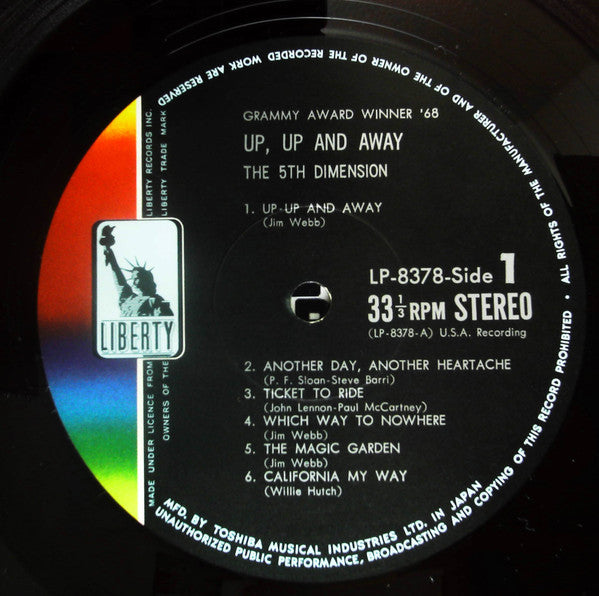 GRAMMY AWARD WINNER '68
UP, UP AND AWAY
THE 5TH DIMENSION
1. UP-UP AND AWAY
(Jim Webb)
LP-8378-Side 1
33 1/3 RPM STEREO
(LP-8378-A) U.S.A. Recording
2. ANOTHER DAY, ANOTHER HEARTACHE
(P. F. Sloan-Steve Barri)
3. TICKET TO RIDE
(John Lennon-Paul McCartney)
4. WHICH WAY TO NOWHERE
(Jim Webb)
5. THE MAGIC GARDEN
(Jim Webb)
6. CALIFORNIA MY WAY
(Willie Hutch)
LIBERTY
MADE UNDER LICENCE FROM LIBERTY RECORDS INC.
OWNERS OF THE LIBERTY TRADE MARK
MFD. BY TOSHIBA MUSICAL INDUSTRIES LTD. IN JAPAN
ALL RIGHTS OF THE MANUFACTURER AND OF THE OWNER OF THE RECORDED WORK ARE RESERVED
UNAUTHORIZED PUBLIC PERFORMANCE, BROADCASTING AND COPYING OF THIS RECORD PROHIBITED •